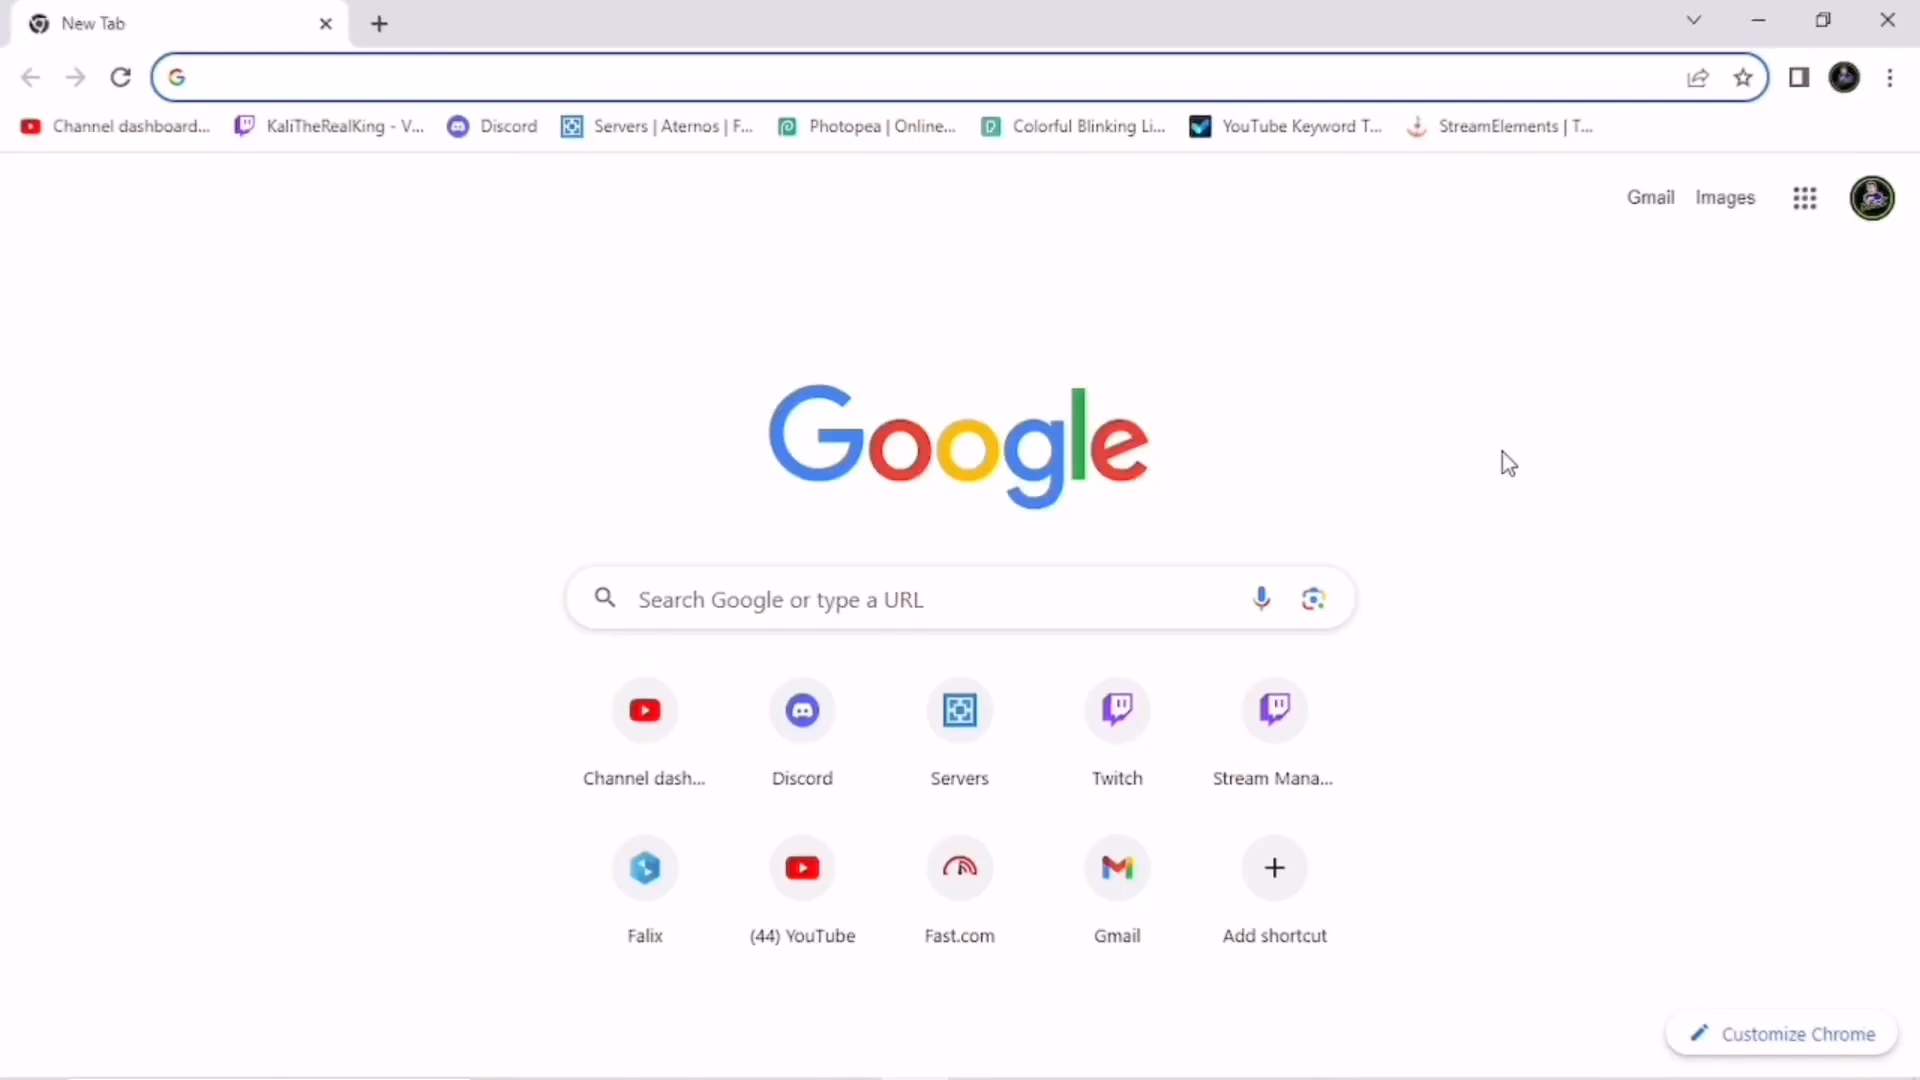 New Tab
Channel dashboard... KaliTheRealKing - V... Discord Servers | Aternos | F... Photopea | Online... Colorful Blinking Li... YouTube Keyword T... StreamElements | T...
Gmail Images
Google
Search Google or type a URL
Channel dash... Discord Servers Twitch Stream Mana...
Falix (44) YouTube Fast.com Gmail Add shortcut
Customize Chrome